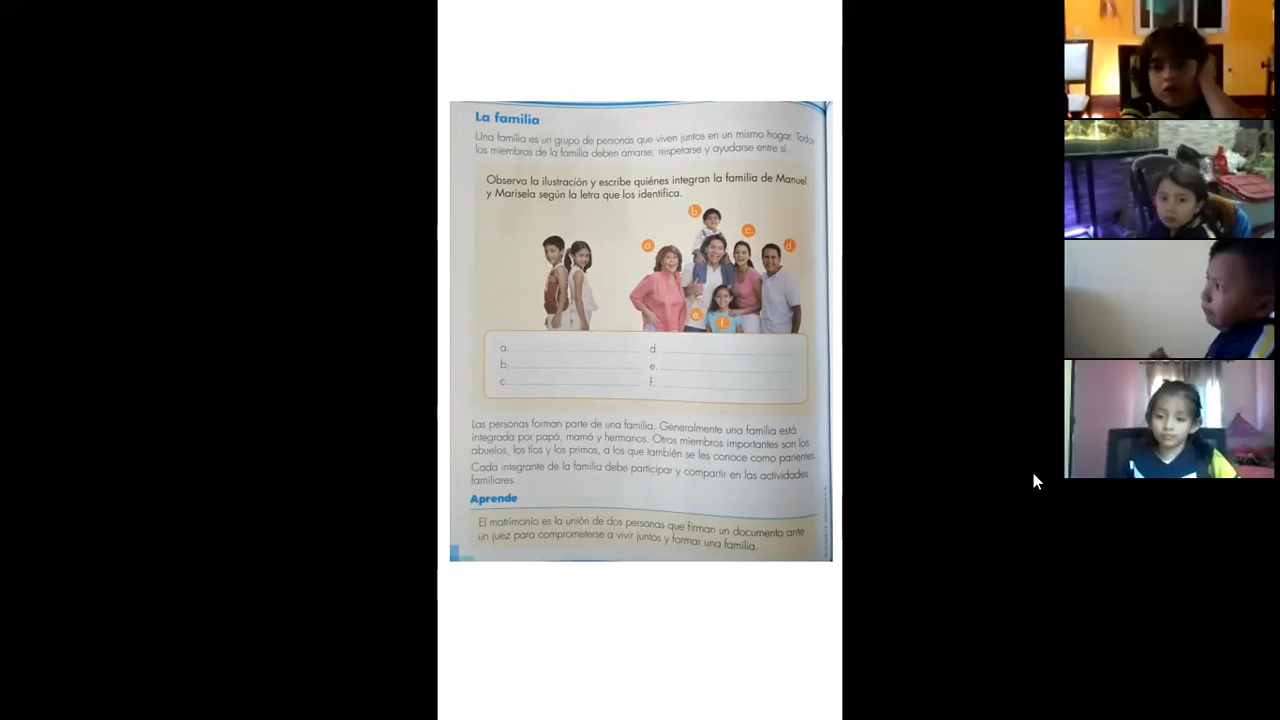 La familia
Una familia es un grupo de personas que viven juntos en un mismo hogar. Todos
los miembros de la familia deben amarse, respetarse y ayudarse entre sí.
Observa la ilustración y escribe quiénes integran la familia de Manuel
y Marisela según la letra que los identifica.
b.
a.
c.
d.
e.
f.
a.
d.
b.
e.
c.
f.
Las personas forman parte de una familia. Generalmente una familia está
integrada por papá, mamá y hermanos. Otros miembros importantes son los
abuelos, los tíos y los primos, a los que también se les conoce como parientes.
Cada integrante de la familia debe participar y compartir en las actividades
familiares.
Aprende
El matrimonio es la unión de dos personas que firman un documento ante
un juez para comprometerse a vivir juntos y formar una familia.